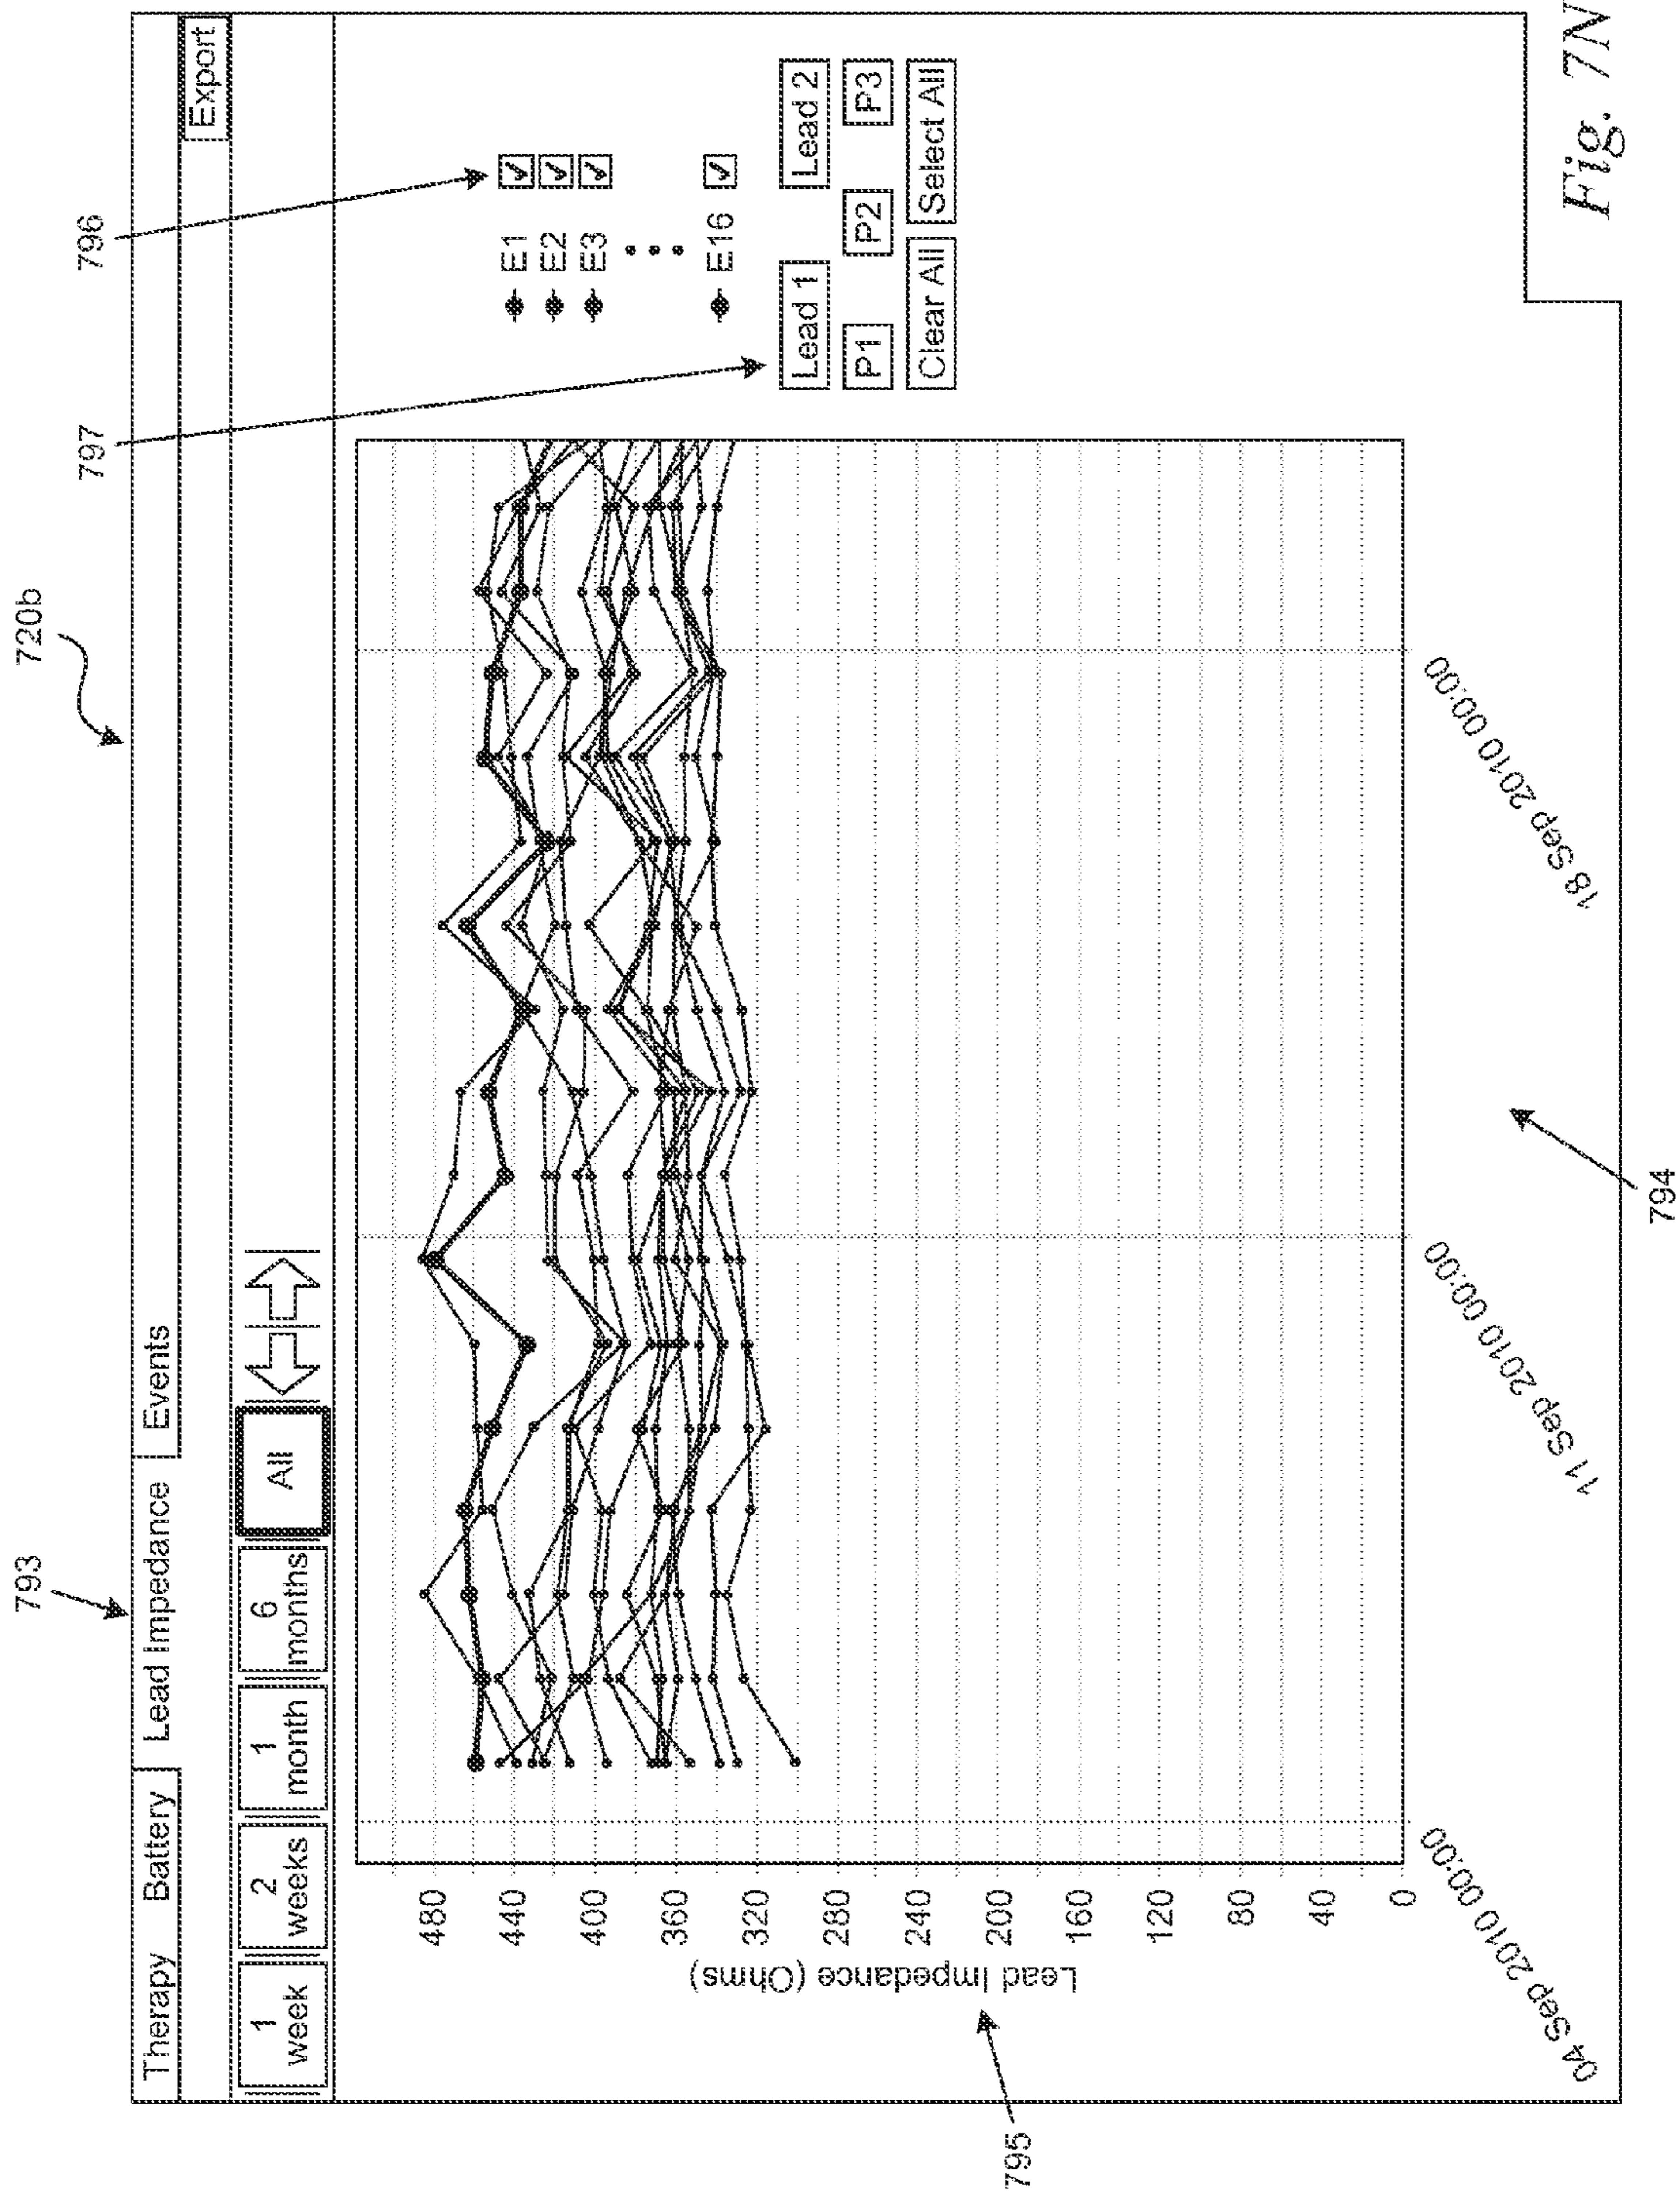 720b
793
796
797
Therapy
Battery
Lead Impedance
Events
Export
1 week
2 weeks
1 month
6 months
All
E1
E2
E3
E16
Lead 1
Lead 2
P1
P2
P3
Clear All
Select All
Lead Impedance (Ohms)
480
440
400
360
320
280
240
200
160
120
80
40
0
04 Sep 2010 00:00
11 Sep 2010 00:00
18 Sep 2010 00:00
795
794
Fig. 7N